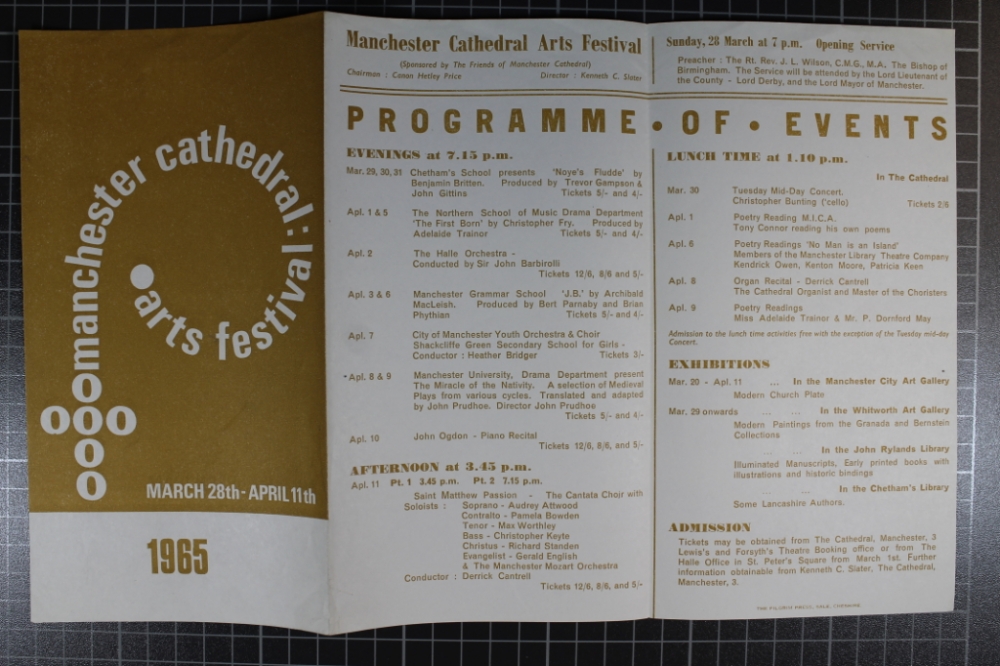 manchester cathedral:
arts festival
MARCH 28th - APRIL 11th
1965
Manchester Cathedral Arts Festival
(Sponsored by The Friends of Manchester Cathedral)
Chairman : Canon Hetley Price Director : Kenneth C. Slater
Sunday, 28 March at 7 p.m. Opening Service
Preacher : The Rt. Rev. J. L. Wilson, C.M.G., M.A. The Bishop of
Birmingham. The Service will be attended by the Lord Lieutenant of
the County - Lord Derby, and the Lord Mayor of Manchester.
PROGRAMME • OF • EVENTS
EVENINGS at 7.15 p.m.
Mar. 29, 30, 31 Chetham's School presents 'Noye's Fludde' by
Benjamin Britten. Produced by Trevor Gampson &
John Gittins Tickets 5/- and 4/-
Apl. 1 & 5 The Northern School of Music Drama Department
'The First Born' by Christopher Fry. Produced by
Adelaide Trainor Tickets 5/- and 4/-
Apl. 2 The Halle Orchestra -
Conducted by Sir John Barbirolli
Tickets 12/6, 8/6 and 5/-
Apl. 3 & 6 Manchester Grammar School 'J.B.' by Archibald
MacLeish. Produced by Bert Parnaby and Brian
Phythien Tickets 5/- and 4/-
Apl. 7 City of Manchester Youth Orchestra & Choir
Shackcliffe Green Secondary School for Girls -
Conductor : Heather Bridger Tickets 3/-
Apl. 8 & 9 Manchester University, Drama Department present
The Miracle of the Nativity. A selection of Medieval
Plays from various cycles. Translated and adapted
by John Prudhoe. Director John Prudhoe
Tickets 5/- and 4/-
Apl. 10 John Ogdon - Piano Recital
Tickets 12/6, 8/6, and 5/-
AFTERNOON at 3.45 p.m.
Apl. 11 Pt. 1 3.45 p.m. Pt. 2 7.15 p.m.
Saint Matthew Passion - The Cantata Choir with
Soloists : Soprano - Audrey Attwood
Contralto - Pamela Bowden
Tenor - Max Worthley
Bass - Christopher Keyte
Christus - Richard Standen
Evangelist - Gerald English
& The Manchester Mozart Orchestra
Conductor : Derrick Cantrell
Tickets 12/6, 8/6, and 5/-
LUNCH TIME at 1.10 p.m.
In The Cathedral
Mar. 30 Tuesday Mid-Day Concert.
Christopher Bunting ('cello) Tickets 2/6
Apl. 1 Poetry Reading M.I.C.A.
Tony Connor reading his own poems
Apl. 6 Poetry Readings 'No Man is an Island'
Members of the Manchester Library Theatre Company
Kendrick Owen, Kenton Moore, Patricia Keen
Apl. 8 Organ Recital - Derrick Cantrell
The Cathedral Organist and Master of the Choristers
Apl. 9 Poetry Readings
Miss Adelaide Trainor & Mr. P. Dornford May
Admission to the lunch time activities free with the exception of the Tuesday mid-day
Concert.
EXHIBITIONS
Mar. 20 - Apl. 11 ... In the Manchester City Art Gallery
Modern Church Plate
Mar. 29 onwards ... ... In the Whitworth Art Gallery
Modern Paintings from the Granada and Bernstein
Collections
... In the John Rylands Library
Illuminated Manuscripts, Early printed books with
illustrations and historic bindings
... ... In the Chetham's Library
Some Lancashire Authors.
ADMISSION
Tickets may be obtained from The Cathedral, Manchester, 3
Lewis's and Forsyth's Theatre Booking office or from The
Halle Office in St. Peter's Square from March 1st. Further
information obtainable from Kenneth C. Slater, The Cathedral,
Manchester, 3.
THE PILGRIM PRESS, SALE, CHESHIRE.